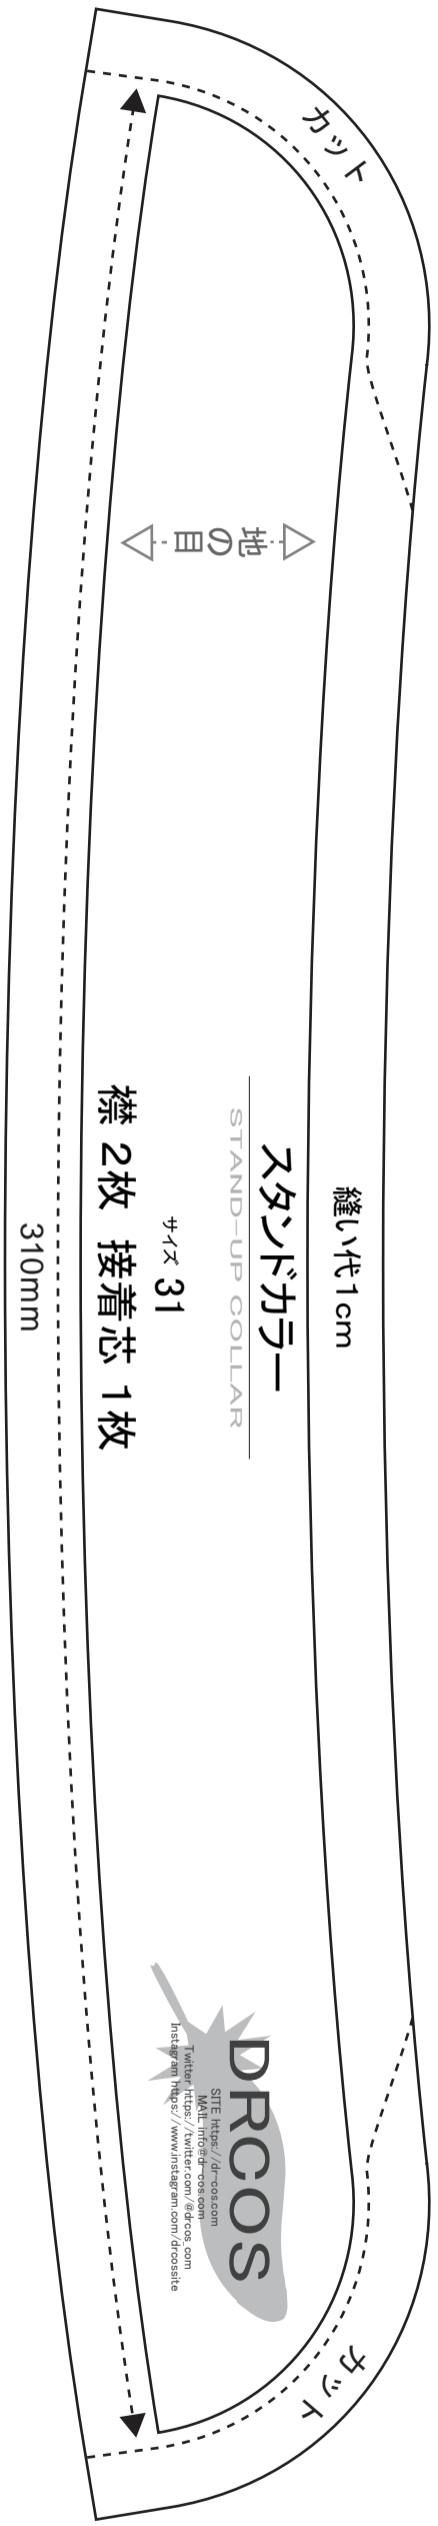 カット
地の目
縫い代1cm
スタンドカラー
STAND-UP COLLAR
サイズ 31
襟 2枚 接着芯 1枚
310mm
DRCOS
SITE https://dr-cos.com
MAIL info@dr-cos.com
Twitter https://twitter.com/@drcos_com
Instagram https://www.instagram.com/drcossite
カット